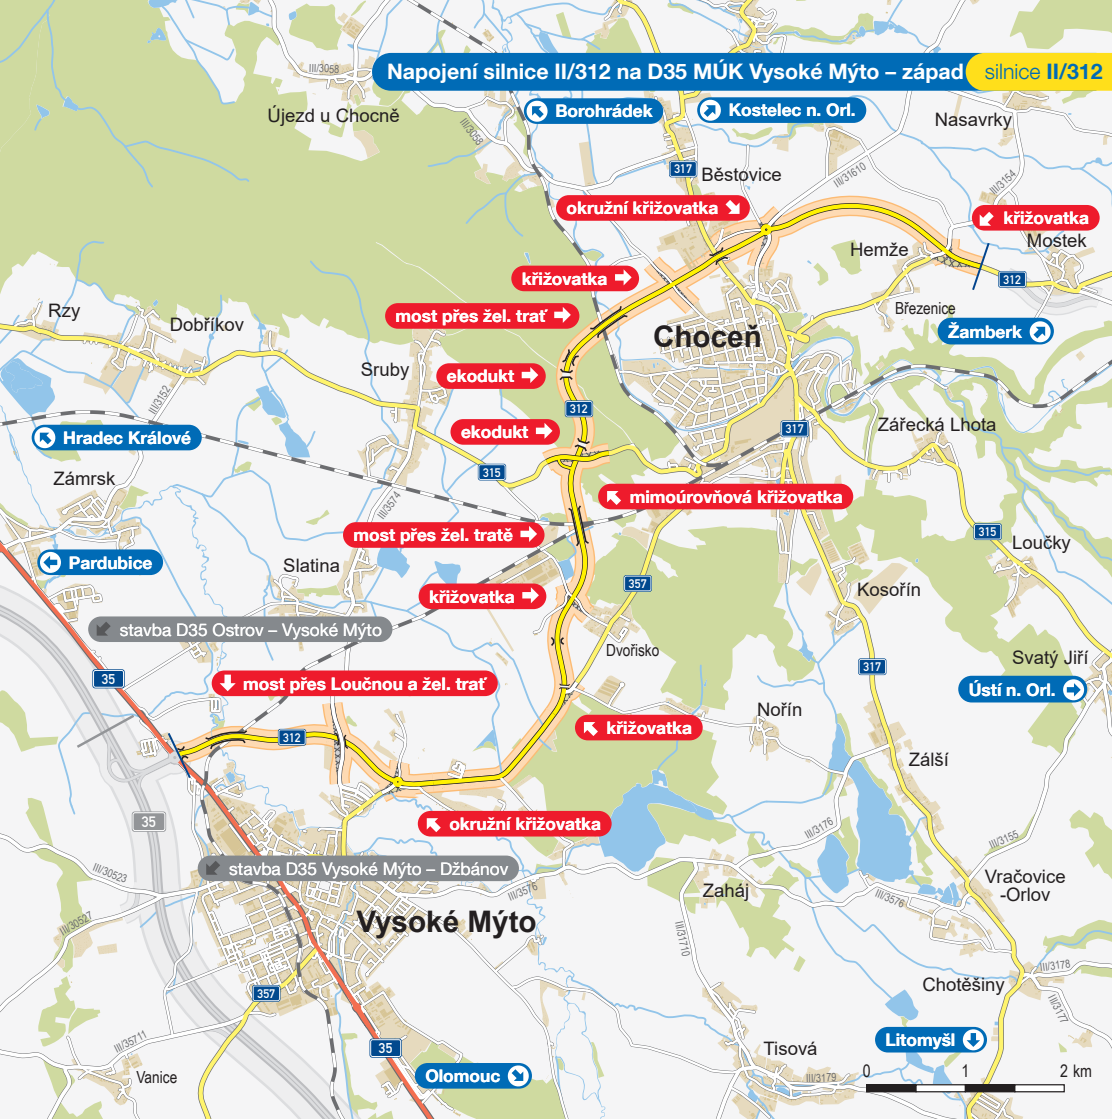 III/3058
Napojení silnice II/312 na D35 MÚK Vysoké Mýto – západ
silnice II/312
Újezd u Chocně
III/3058
Borohrádek
Kostelec n. Orl.
Nasavrky
317
Běstovice
III/31610
III/3154
okružní křižovatka
křižovatka
Mostek
Hemže
křižovatka
312
Březenice
Rzy
Dobříkov
most přes žel. trať
Choceň
Žamberk
Sruby
ekodukt
III/3152
312
Hradec Králové
ekodukt
317
Zářecká Lhota
Zámrsk
315
III/3574
mimoúrovňová křižovatka
most přes žel. tratě
315
Loučky
Pardubice
Slatina
křižovatka
357
Kosořín
stavba D35 Ostrov – Vysoké Mýto
Dvořisko
Svatý Jiří
317
35
most přes Loučnou a žel. trať
Ústí n. Orl.
Nořín
křižovatka
312
Zálší
35
okružní křižovatka
III/3176
III/3155
stavba D35 Vysoké Mýto – Džbánov
III/30523
Vračovice
-Orlov
Zaháj
III/3576
III/3576
III/30527
Vysoké Mýto
III/31710
III/3178
Chotěšiny
357
III/3177
III/35711
35
Litomyšl
Tisová
Vanice
Olomouc
III/3179
0 1 2 km